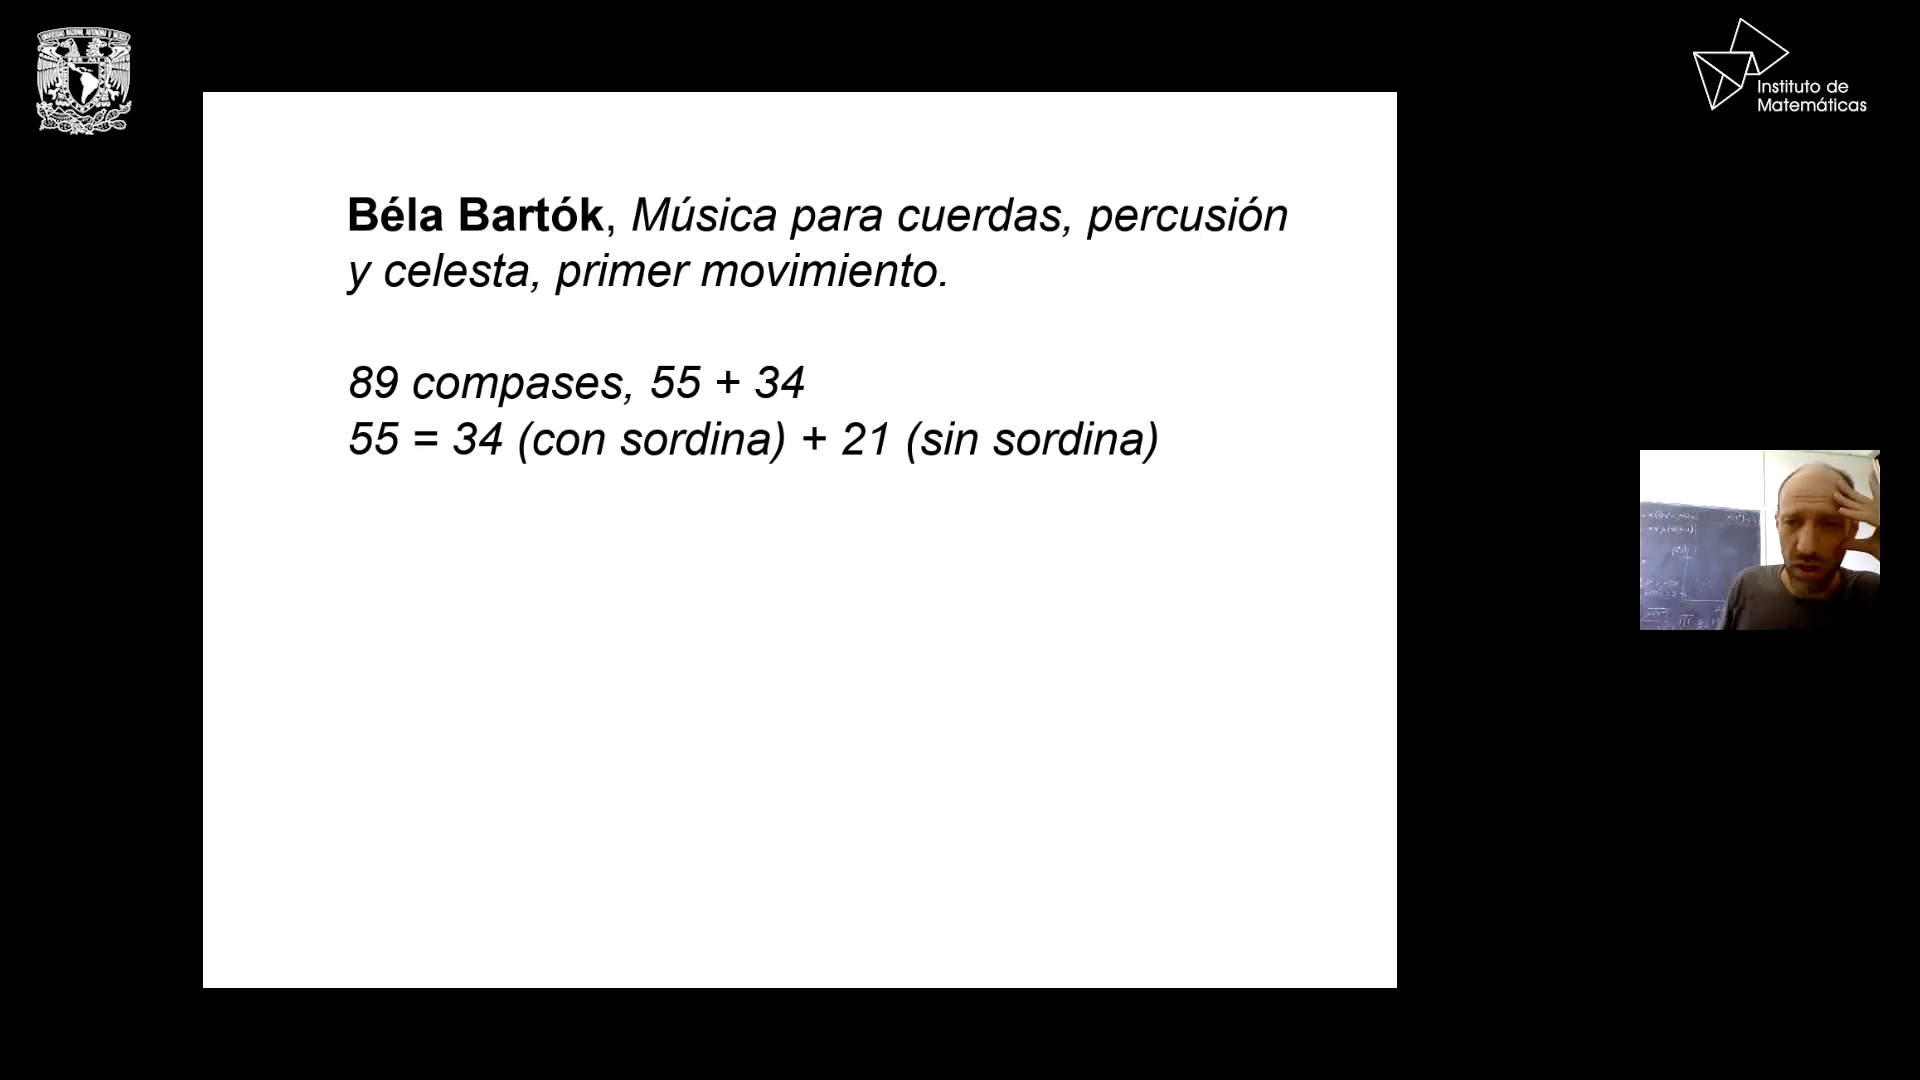 Instituto de
Matemáticas
Béla Bartók, Música para cuerdas, percusión
y celesta, primer movimiento.
89 compases, 55 + 34
55 = 34 (con sordina) + 21 (sin sordina)